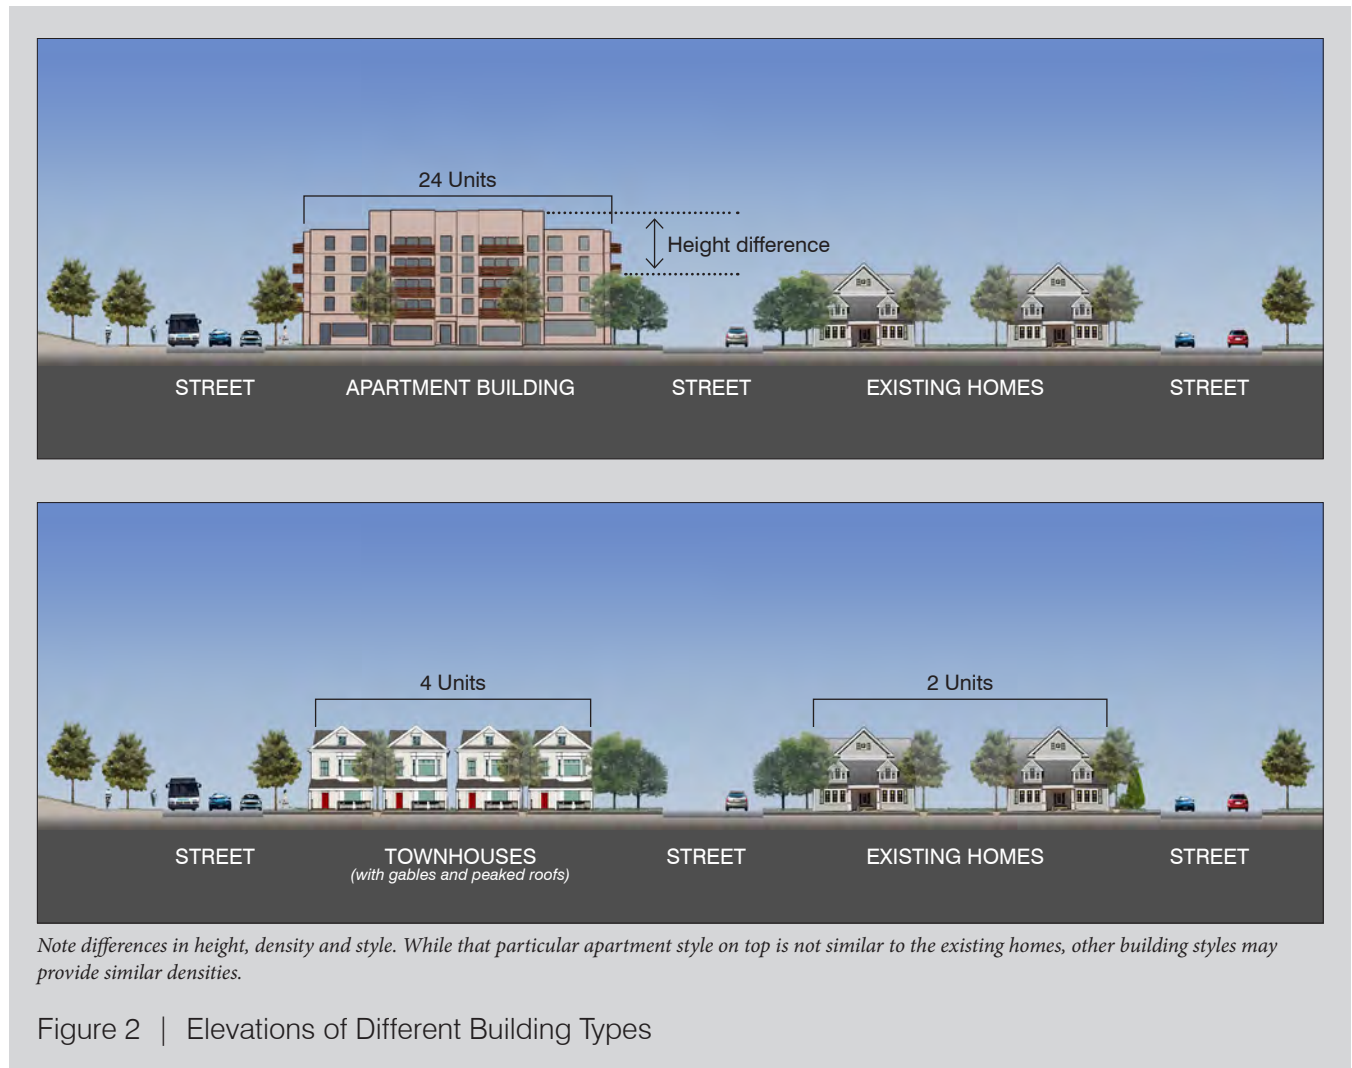 24 Units
Height difference
STREET APARTMENT BUILDING STREET EXISTING HOMES STREET
4 Units 2 Units
STREET TOWNHOUSES STREET EXISTING HOMES STREET
(with gables and peaked roofs)
Note differences in height, density and style. While that particular apartment style on top is not similar to the existing homes, other building styles may
provide similar densities.
Figure 2 | Elevations of Different Building Types